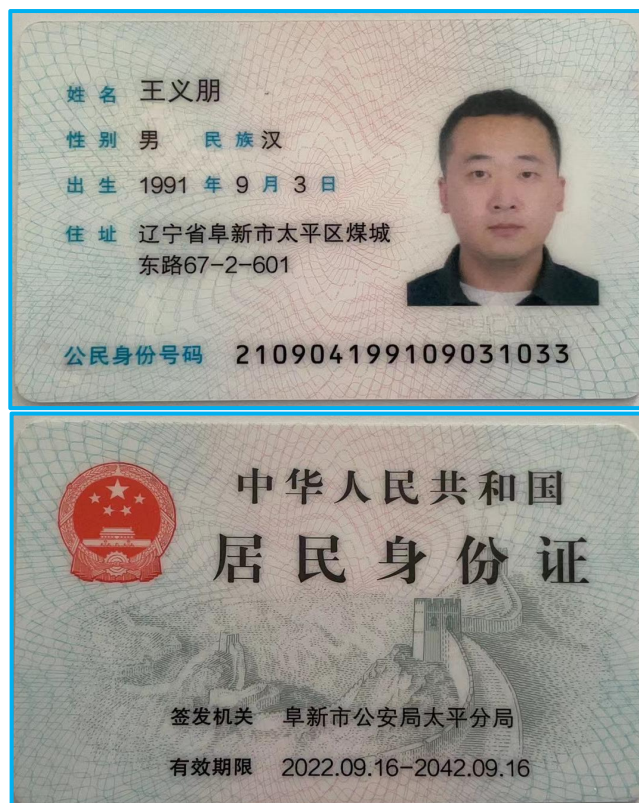 姓名 王义朋
性别 男 民族 汉
出生 1991 年 9 月 3 日
住址 辽宁省阜新市太平区煤城
东路67-2-601
公民身份号码 210904199109031033
中华人民共和国
居民身份证
签发机关 阜新市公安局太平分局
有效期限 2022.09.16-2042.09.16